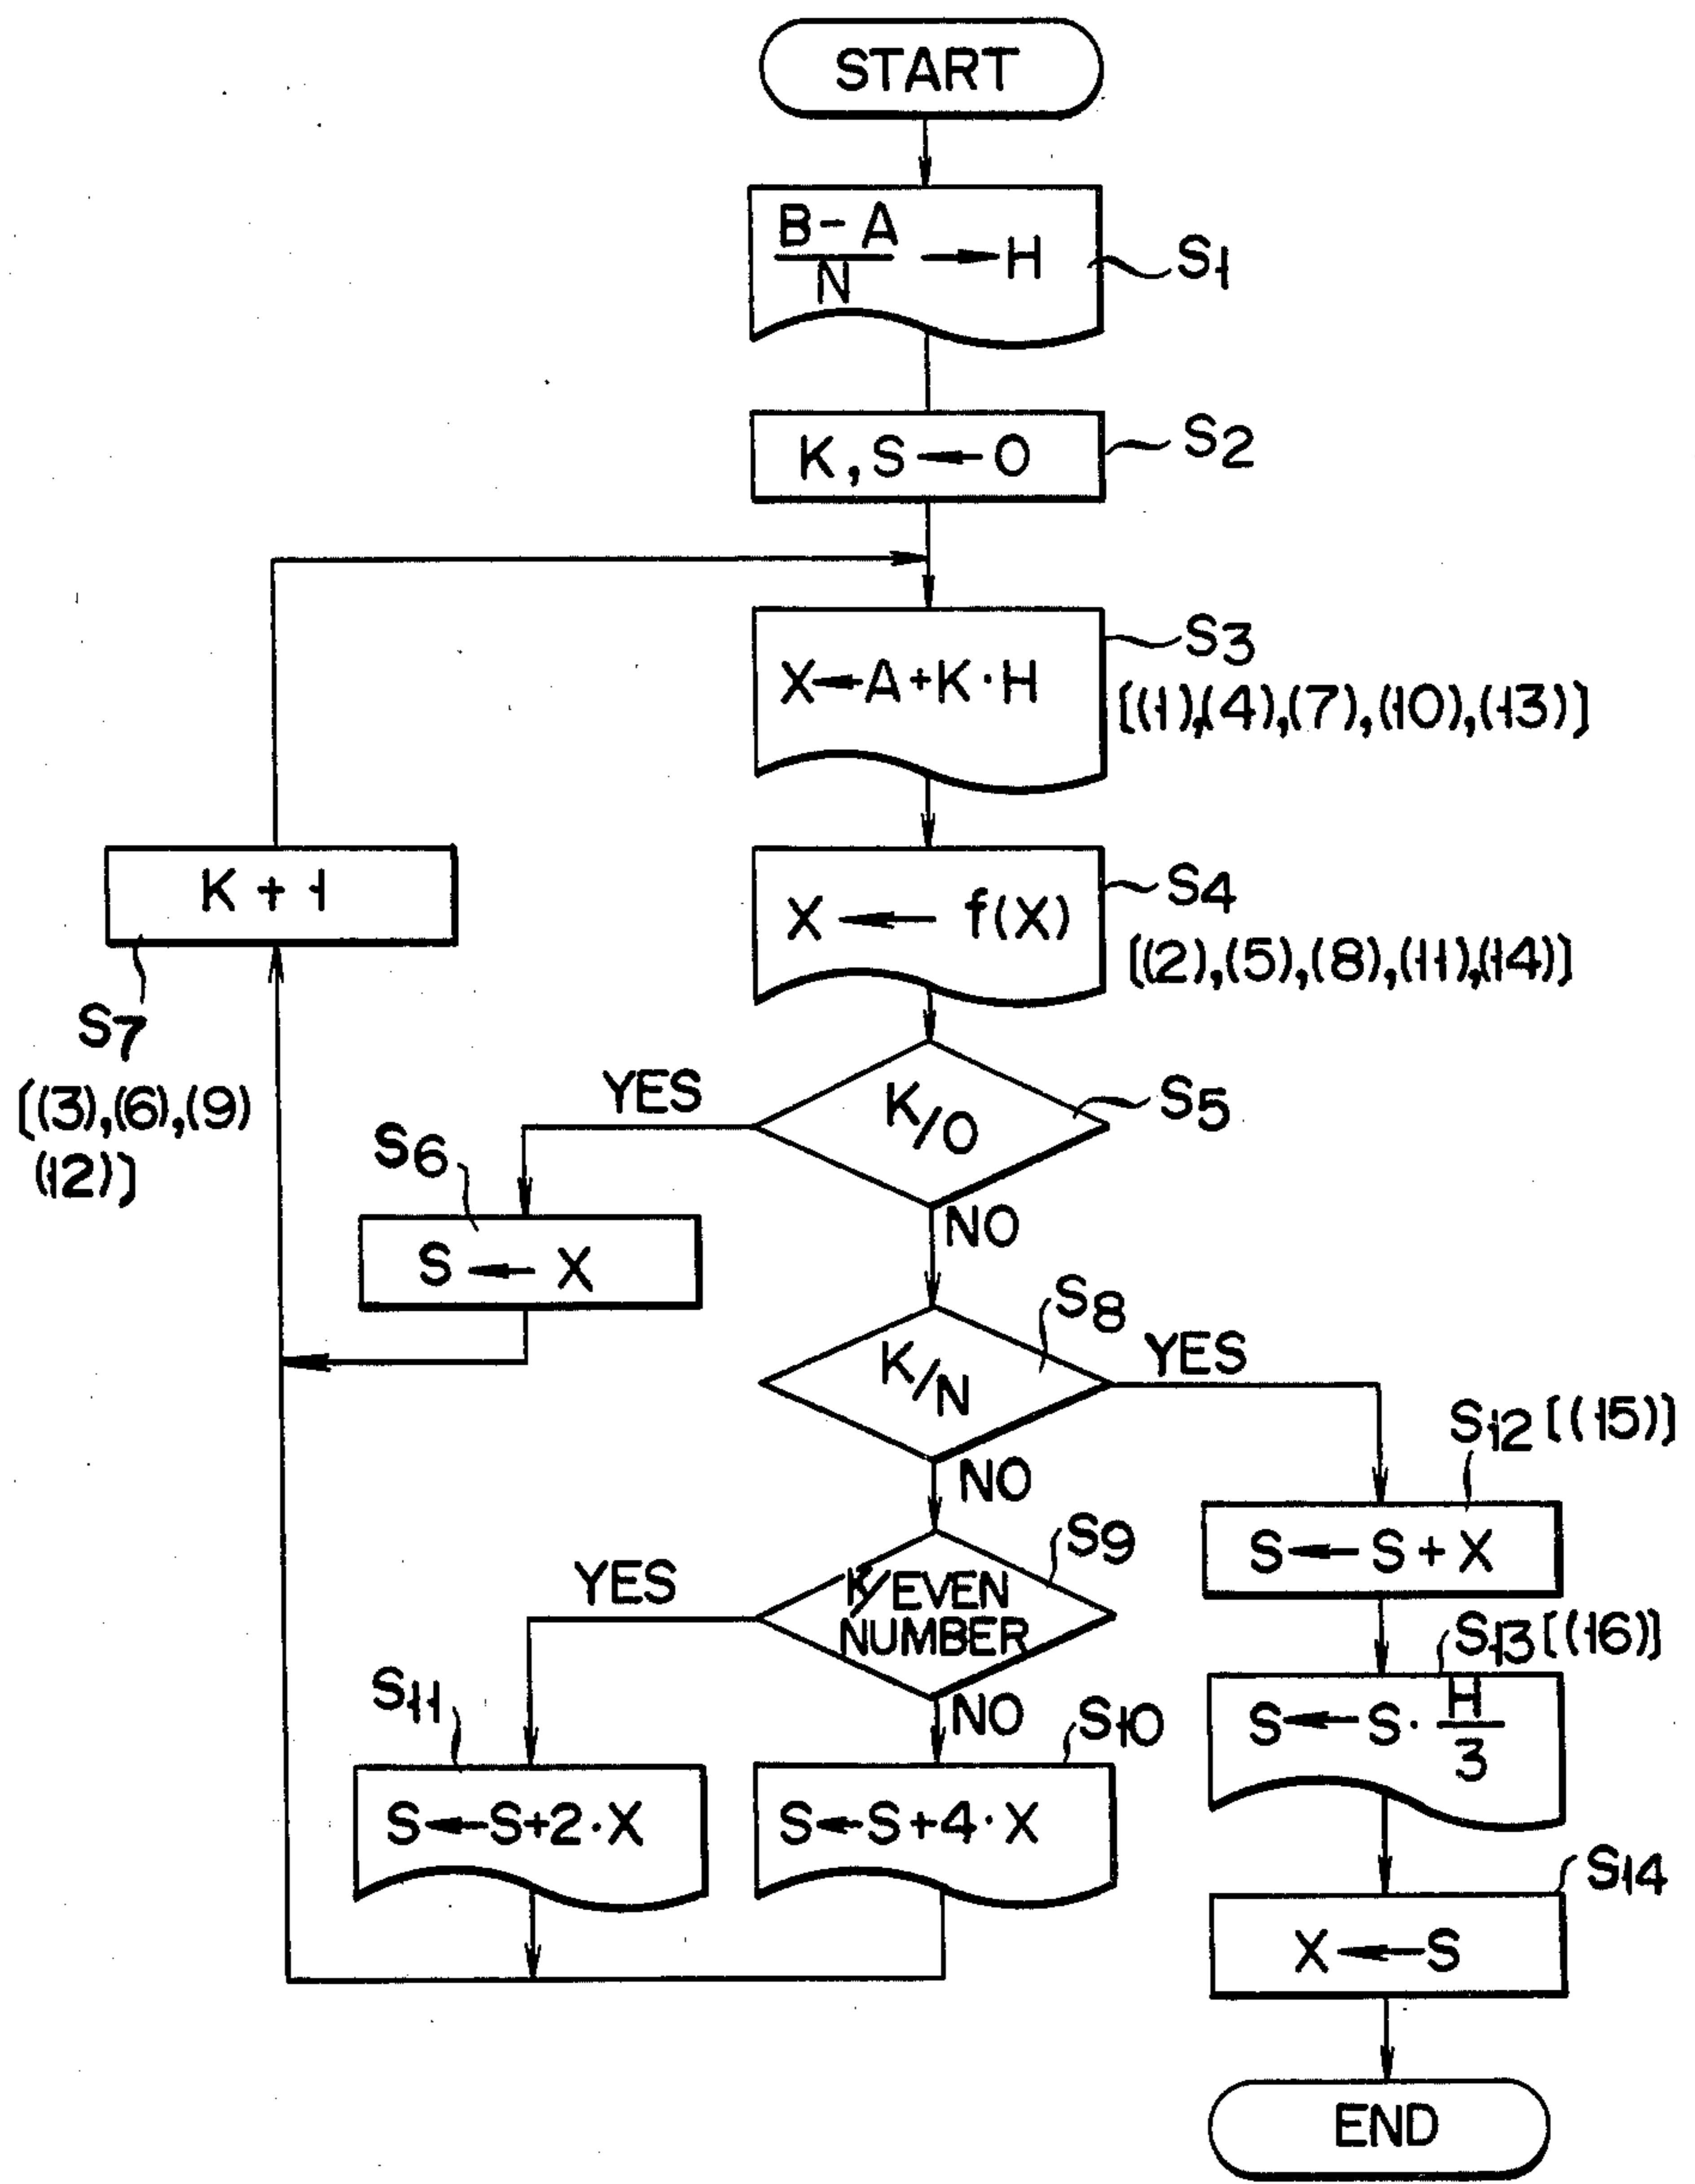 START
B-A
N
→H
S1
K,S←0
S2
X←A+K·H
S3
[(1),(4),(7),(10),(13)]
K+1
S7
[(3),(6),(9)
(12)]
X ← f(X)
S4
[(2),(5),(8),(11),(14)]
K/0
S5
YES
NO
S6
S ← X
K/N
S8
YES
NO
S12 [(15)]
S←S+X
K/EVEN
NUMBER
S9
YES
NO
S13 [(16)]
S←S·H
3
S11
S←S+2·X
S10
S←S+4·X
S14
X←S
END